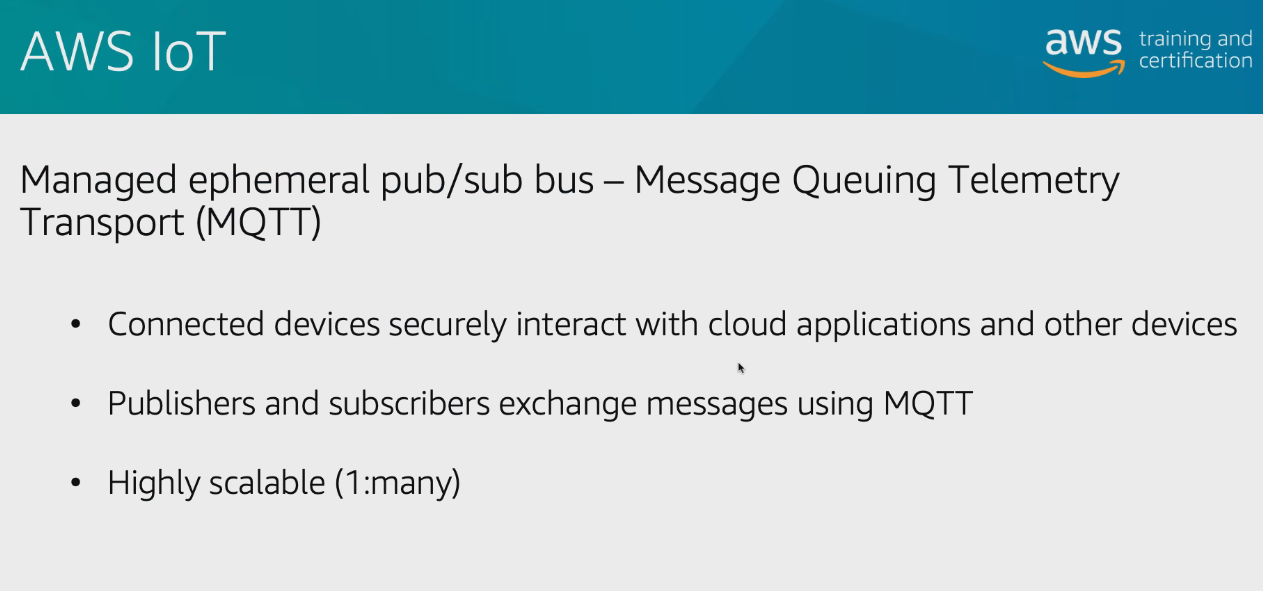 AWS IoT
aws training and
certification
Managed ephemeral pub/sub bus – Message Queuing Telemetry
Transport (MQTT)
• Connected devices securely interact with cloud applications and other devices
• Publishers and subscribers exchange messages using MQTT
• Highly scalable (1:many)